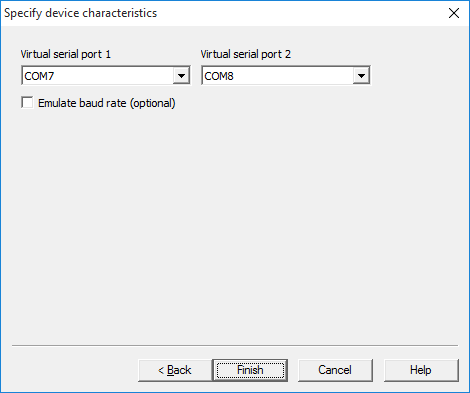 Specify device characteristics
Virtual serial port 1 Virtual serial port 2
COM7 COM8
Emulate baud rate (optional)
< Back Finish Cancel Help